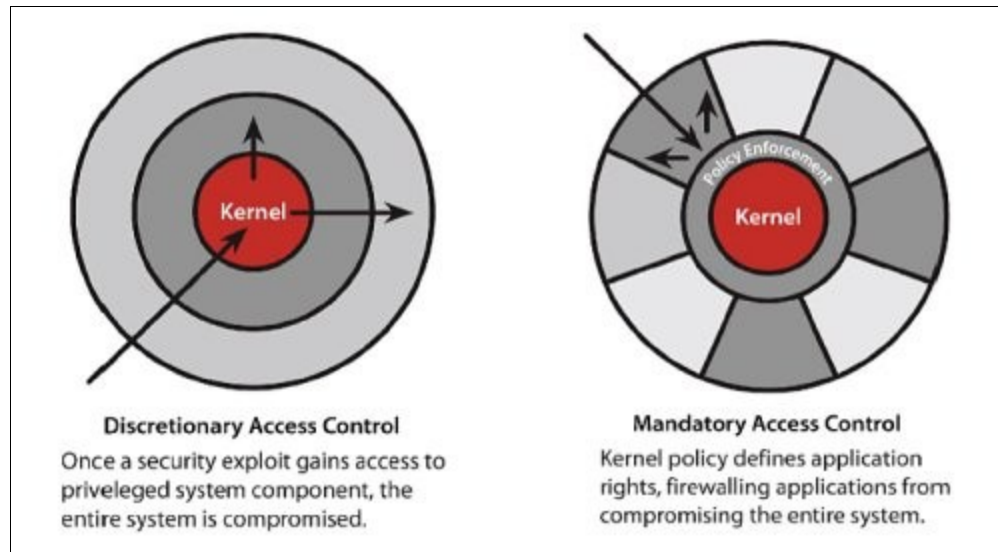 Kernel
Discretionary Access Control
Once a security exploit gains access to
priveleged system component, the
entire system is compromised.
Policy Enforcement
Kernel
Mandatory Access Control
Kernel policy defines application
rights, firewalling applications from
compromising the entire system.